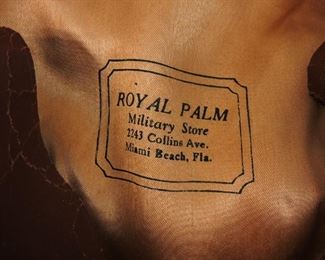 ROYAL PALM
Military Store
2243 Collins Ave.
Miami Beach, Fla.